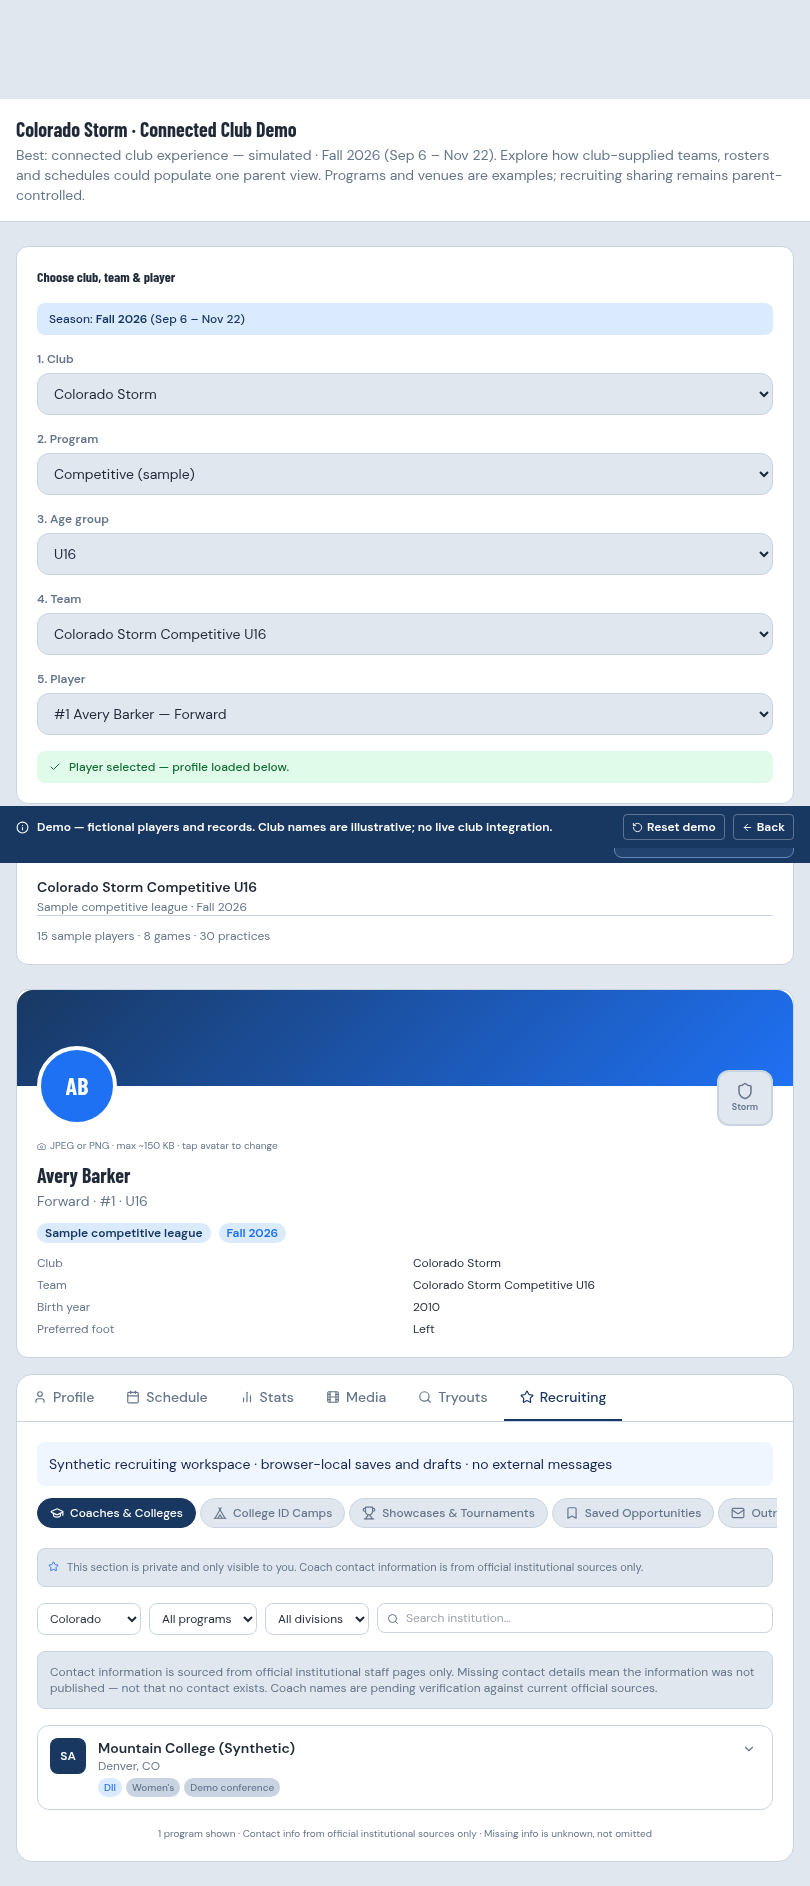 Colorado Storm · Connected Club Demo
Best: connected club experience — simulated · Fall 2026 (Sep 6 – Nov 22). Explore how club-supplied teams, rosters
and schedules could populate one parent view. Programs and venues are examples; recruiting sharing remains parent-
controlled.
Choose club, team & player
Season: Fall 2026 (Sep 6 – Nov 22)
1. Club
Colorado Storm
2. Program
Competitive (sample)
3. Age group
U16
4. Team
Colorado Storm Competitive U16
5. Player
#1 Avery Barker — Forward
Player selected — profile loaded below.
Demo — fictional players and records. Club names are illustrative; no live club integration.
Reset demo
Back
Colorado Storm Competitive U16
Sample competitive league · Fall 2026
15 sample players · 8 games · 30 practices
AB
Storm
JPEG or PNG · max ~150 KB · tap avatar to change
Avery Barker
Forward · #1 · U16
Sample competitive league
Fall 2026
Club
Colorado Storm
Team
Colorado Storm Competitive U16
Birth year
2010
Preferred foot
Left
Profile
Schedule
Stats
Media
Tryouts
Recruiting
Synthetic recruiting workspace · browser-local saves and drafts · no external messages
Coaches & Colleges
College ID Camps
Showcases & Tournaments
Saved Opportunities
Outr
This section is private and only visible to you. Coach contact information is from official institutional sources only.
Colorado
All programs
All divisions
Search institution...
Contact information is sourced from official institutional staff pages only. Missing contact details mean the information was not
published — not that no contact exists. Coach names are pending verification against current official sources.
SA
Mountain College (Synthetic)
Denver, CO
DII
Women's
Demo conference
1 program shown · Contact info from official institutional sources only · Missing info is unknown, not omitted